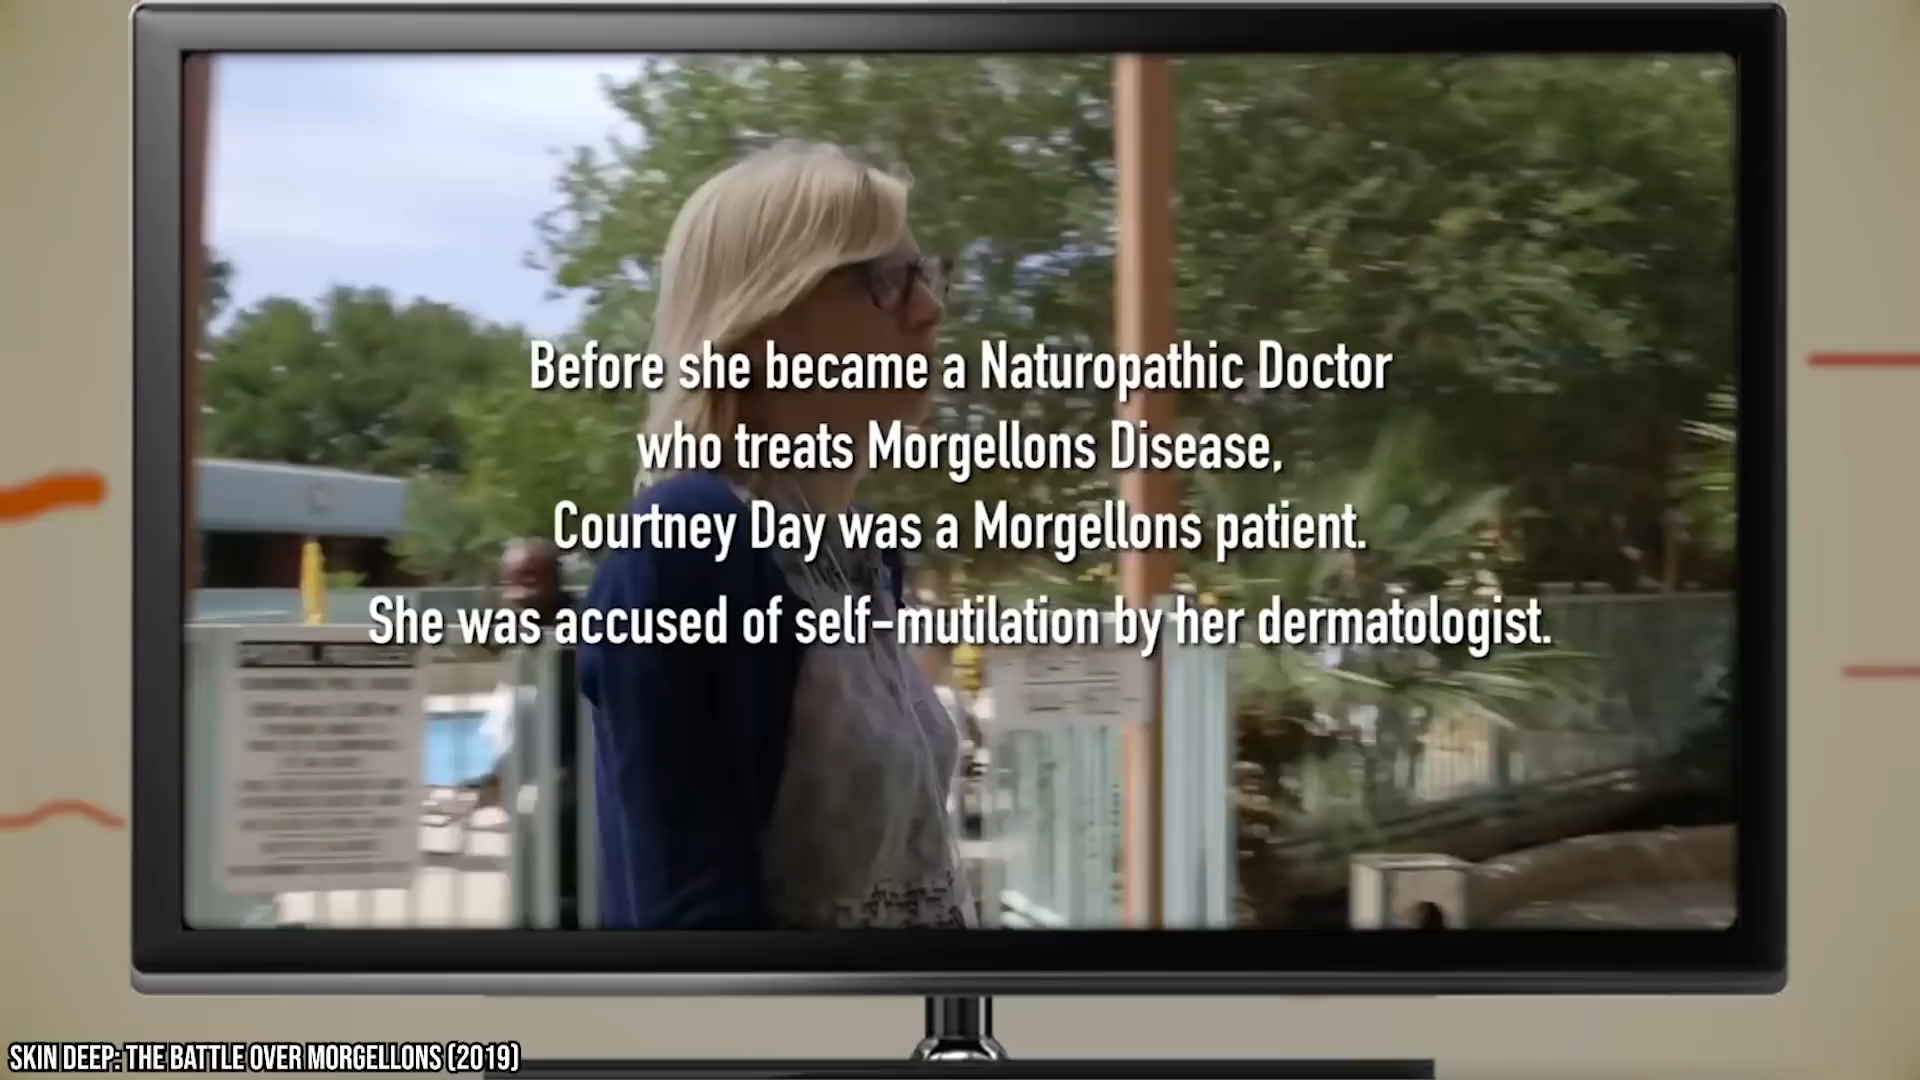 Before she became a Naturopathic Doctor
who treats Morgellons Disease,
Courtney Day was a Morgellons patient.
She was accused of self-mutilation by her dermatologist.
SKIN DEEP: THE BATTLE OVER MORGELLONS (2019)